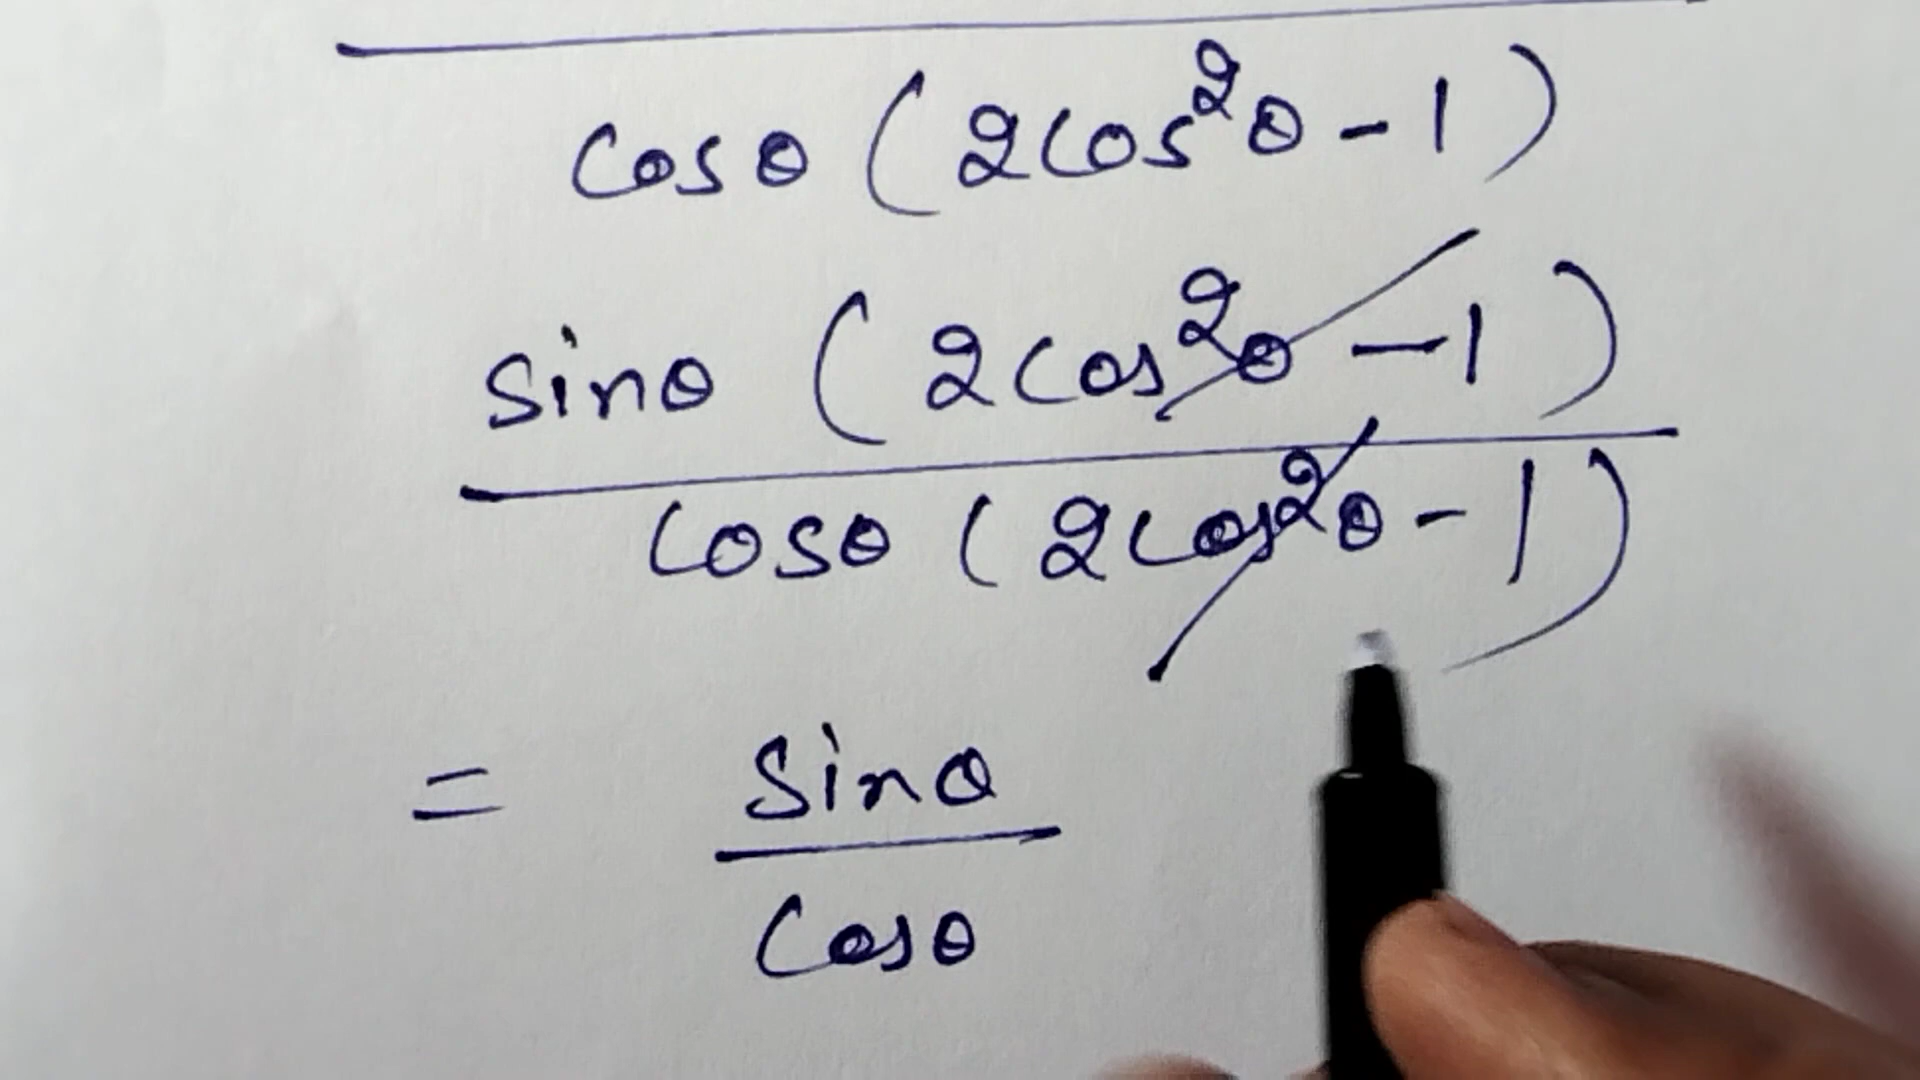 cosθ (2cos²θ - 1)
sinθ (2cos²θ - 1)
cosθ (2cos²θ - 1)
= sinθ
cosθ